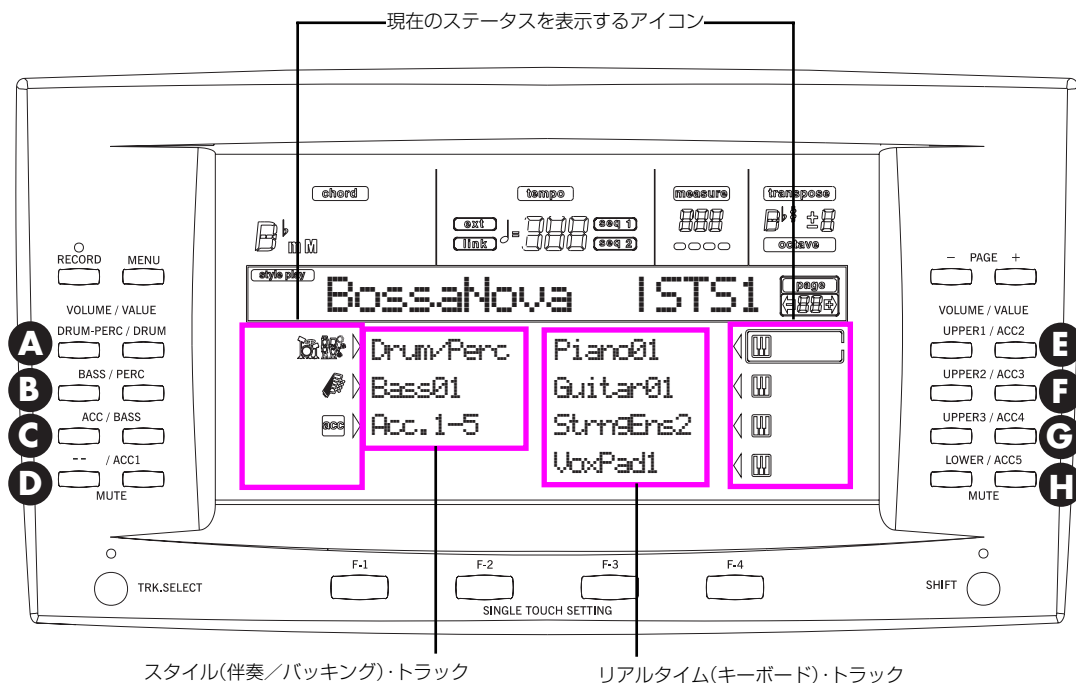 現在のステータスを表示するアイコン
chord
tempo
measure
transpose
B♭mM
ext
link
♩=388
seq 1
seq 2
888
B♭♯±8
octave
RECORD
MENU
style play
BossaNova
STS1
page
88
- PAGE +
VOLUME / VALUE
DRUM-PERC / DRUM
BASS / PERC
ACC / BASS
-- / ACC1
MUTE
A
B
C
D
Drum/Perc
Bass01
acc
Acc.1-5
Piano01
Guitar01
StrngEns2
VoxPad1
VOLUME / VALUE
UPPER1 / ACC2
UPPER2 / ACC3
UPPER3 / ACC4
LOWER / ACC5
MUTE
E
F
G
H
TRK.SELECT
F-1
F-2
F-3
F-4
SINGLE TOUCH SETTING
SHIFT
スタイル(伴奏／バッキング)･トラック
リアルタイム(キーボード)･トラック